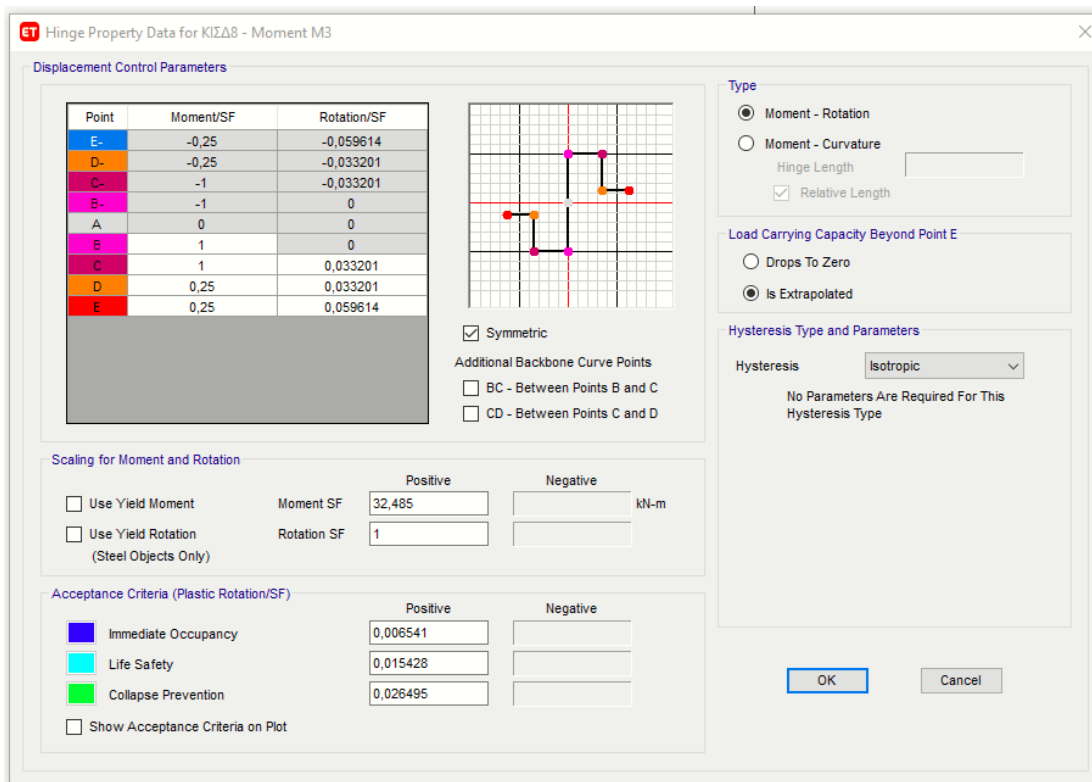 ET Hinge Property Data for ΚΙΣΔ8 - Moment M3
Displacement Control Parameters
Point Moment/SF Rotation/SF
E- -0,25 -0,059614
D- -0,25 -0,033201
C- -1 -0,033201
B- -1 0
A 0 0
B 1 0
C 1 0,033201
D 0,25 0,033201
E 0,25 0,059614
Symmetric
Additional Backbone Curve Points
BC - Between Points B and C
CD - Between Points C and D
Scaling for Moment and Rotation
Positive Negative
Use Yield Moment Moment SF 32,485 kN-m
Use Yield Rotation Rotation SF 1
(Steel Objects Only)
Acceptance Criteria (Plastic Rotation/SF)
Positive Negative
Immediate Occupancy 0,006541
Life Safety 0,015428
Collapse Prevention 0,026495
Show Acceptance Criteria on Plot
Type
Moment - Rotation
Moment - Curvature
Hinge Length
Relative Length
Load Carrying Capacity Beyond Point E
Drops To Zero
Is Extrapolated
Hysteresis Type and Parameters
Hysteresis Isotropic
No Parameters Are Required For This
Hysteresis Type
OK Cancel